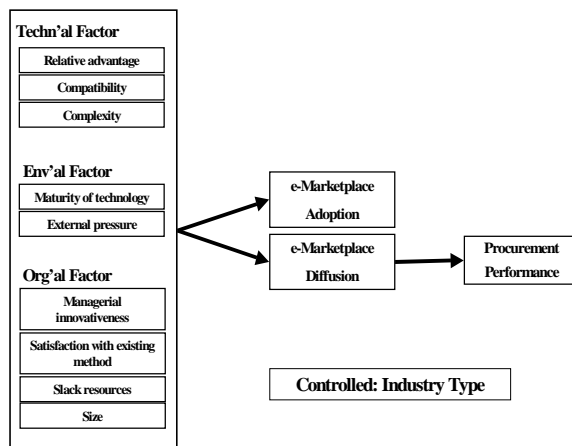 Techn'al Factor
Relative advantage
Compatibility
Complexity
Env'al Factor
Maturity of technology
External pressure
Org'al Factor
Managerial
innovativeness
Satisfaction with existing
method
Slack resources
Size
e-Marketplace
Adoption
e-Marketplace
Diffusion
Procurement
Performance
Controlled: Industry Type